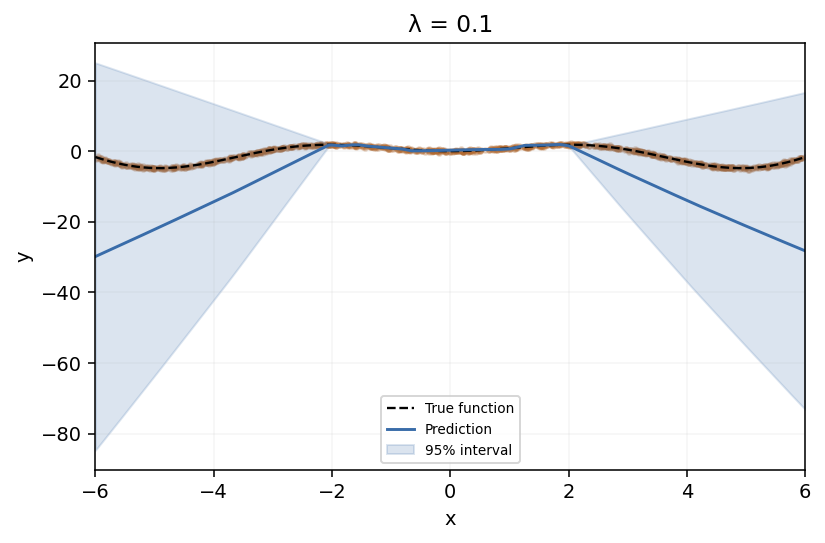 λ = 0.1
20
0
−20
−40
−60
−80
y
True function
Prediction
95% interval
−6
−4
−2
0
2
4
6
x